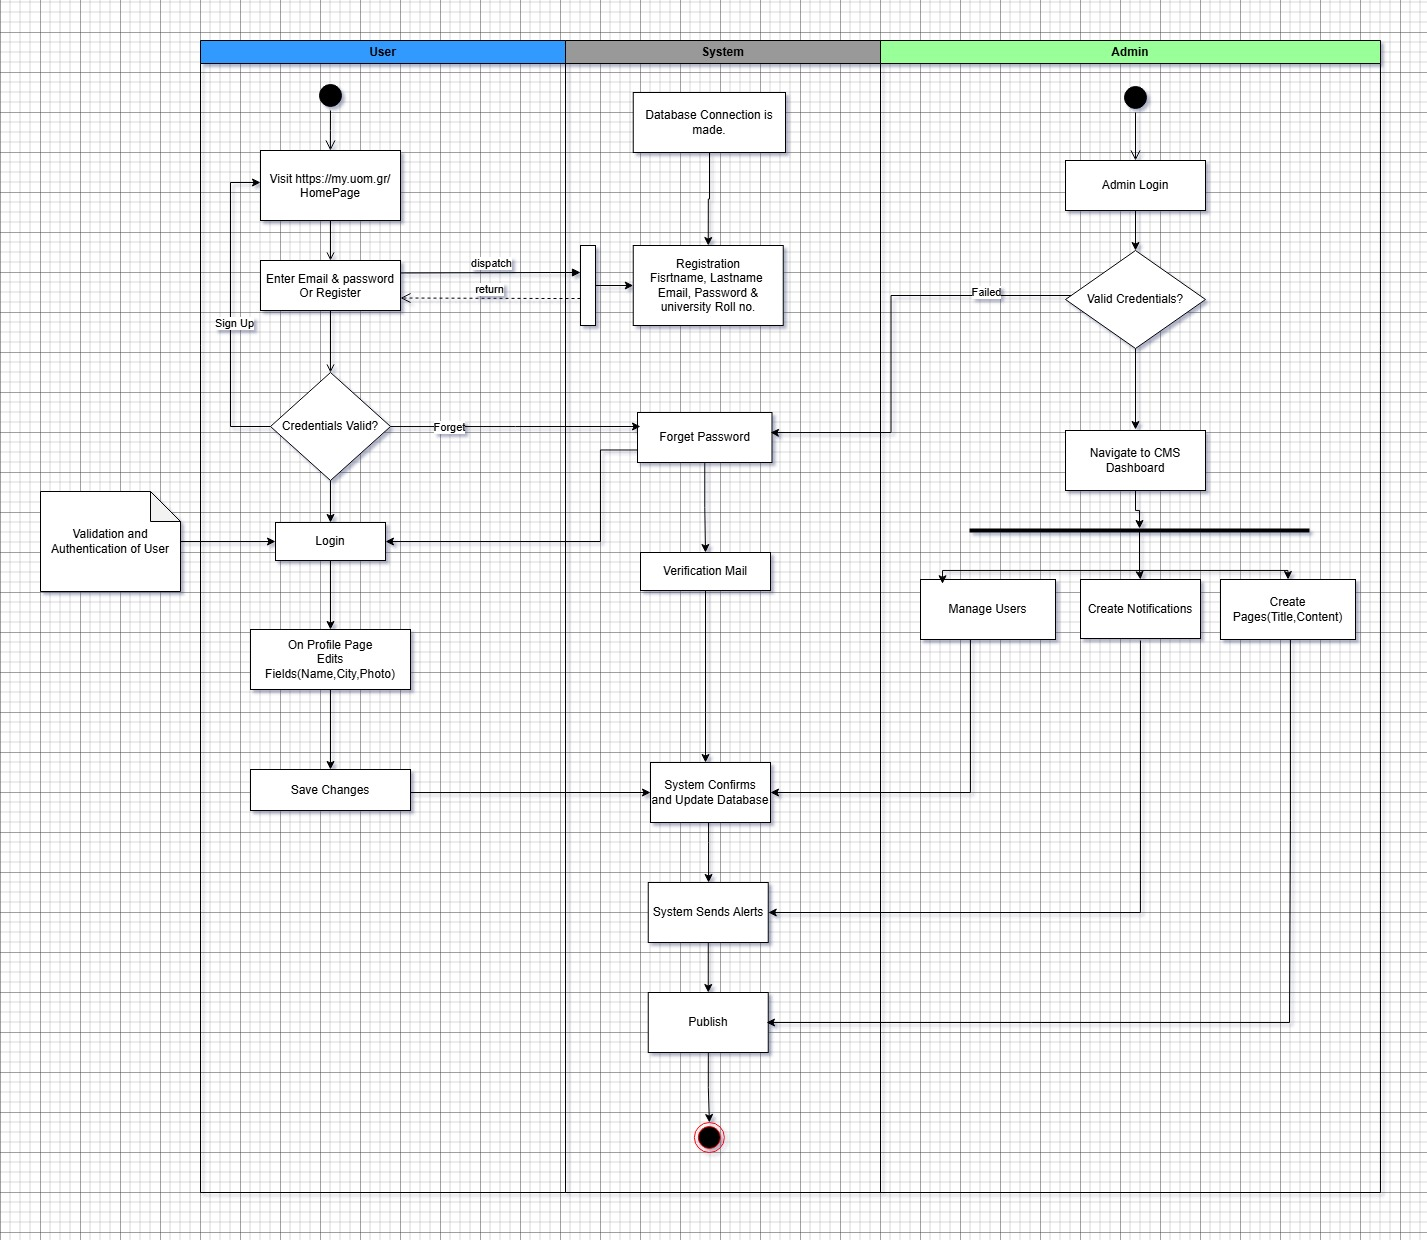 User
System
Admin
Database Connection is
made.
Visit https://my.uom.gr/
HomePage
Admin Login
Enter Email & password
Or Register
dispatch
return
Registration
Fisrtname, Lastname
Email, Password &
university Roll no.
Failed
Valid Credentials?
Sign Up
Credentials Valid?
Forget
Forget Password
Navigate to CMS
Dashboard
Validation and
Authentication of User
Login
Verification Mail
Manage Users
Create Notifications
Create
Pages(Title,Content)
On Profile Page
Edits
Fields(Name,City,Photo)
Save Changes
System Confirms
and Update Database
System Sends Alerts
Publish